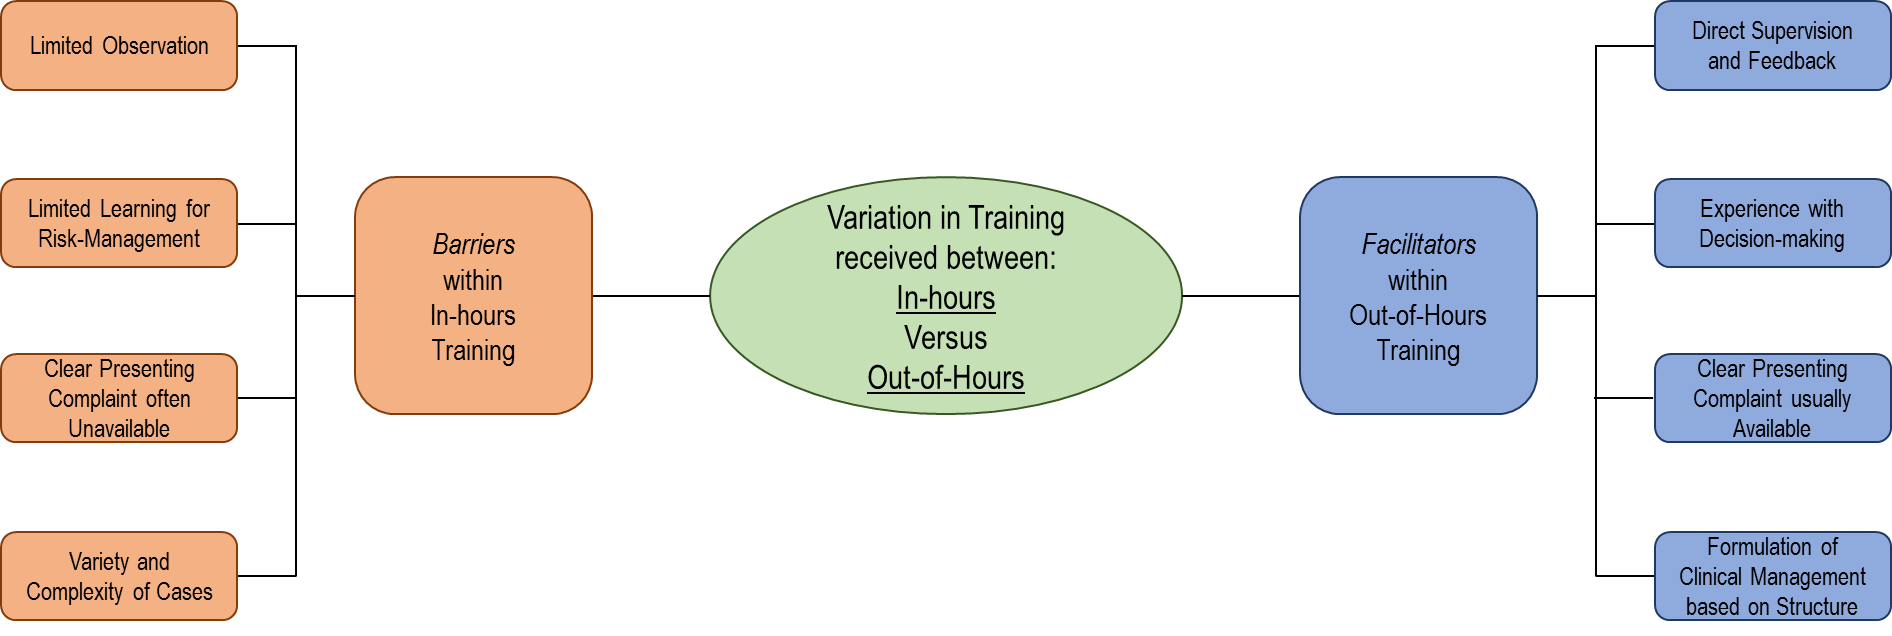 Limited Observation
Limited Learning for
Risk-Management
Clear Presenting
Complaint often
Unavailable
Variety and
Complexity of Cases
Barriers
within
In-hours
Training
Variation in Training
received between:
In-hours
Versus
Out-of-Hours
Facilitators
within
Out-of-Hours
Training
Direct Supervision
and Feedback
Experience with
Decision-making
Clear Presenting
Complaint usually
Available
Formulation of
Clinical Management
based on Structure